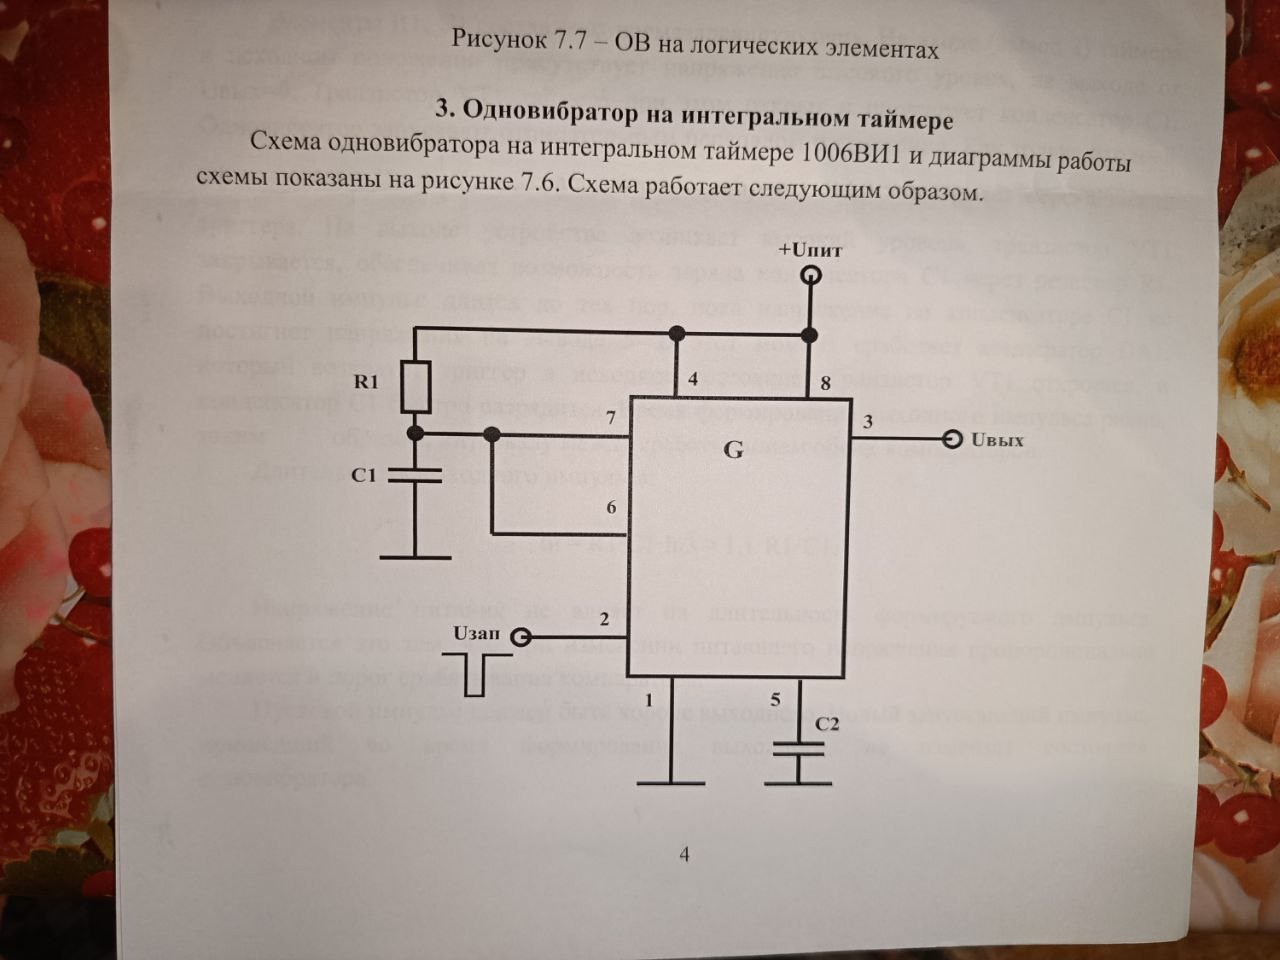 Рисунок 7.7 – ОВ на логических элементах
3. Одновибратор на интегральном таймере
Схема одновибратора на интегральном таймере 1006ВИ1 и диаграммы работы
схемы показаны на рисунке 7.6. Схема работает следующим образом.
+Uпит
4
8
R1
7
3
G
Uвых
C1
6
2
Uзап
1
5
C2
4